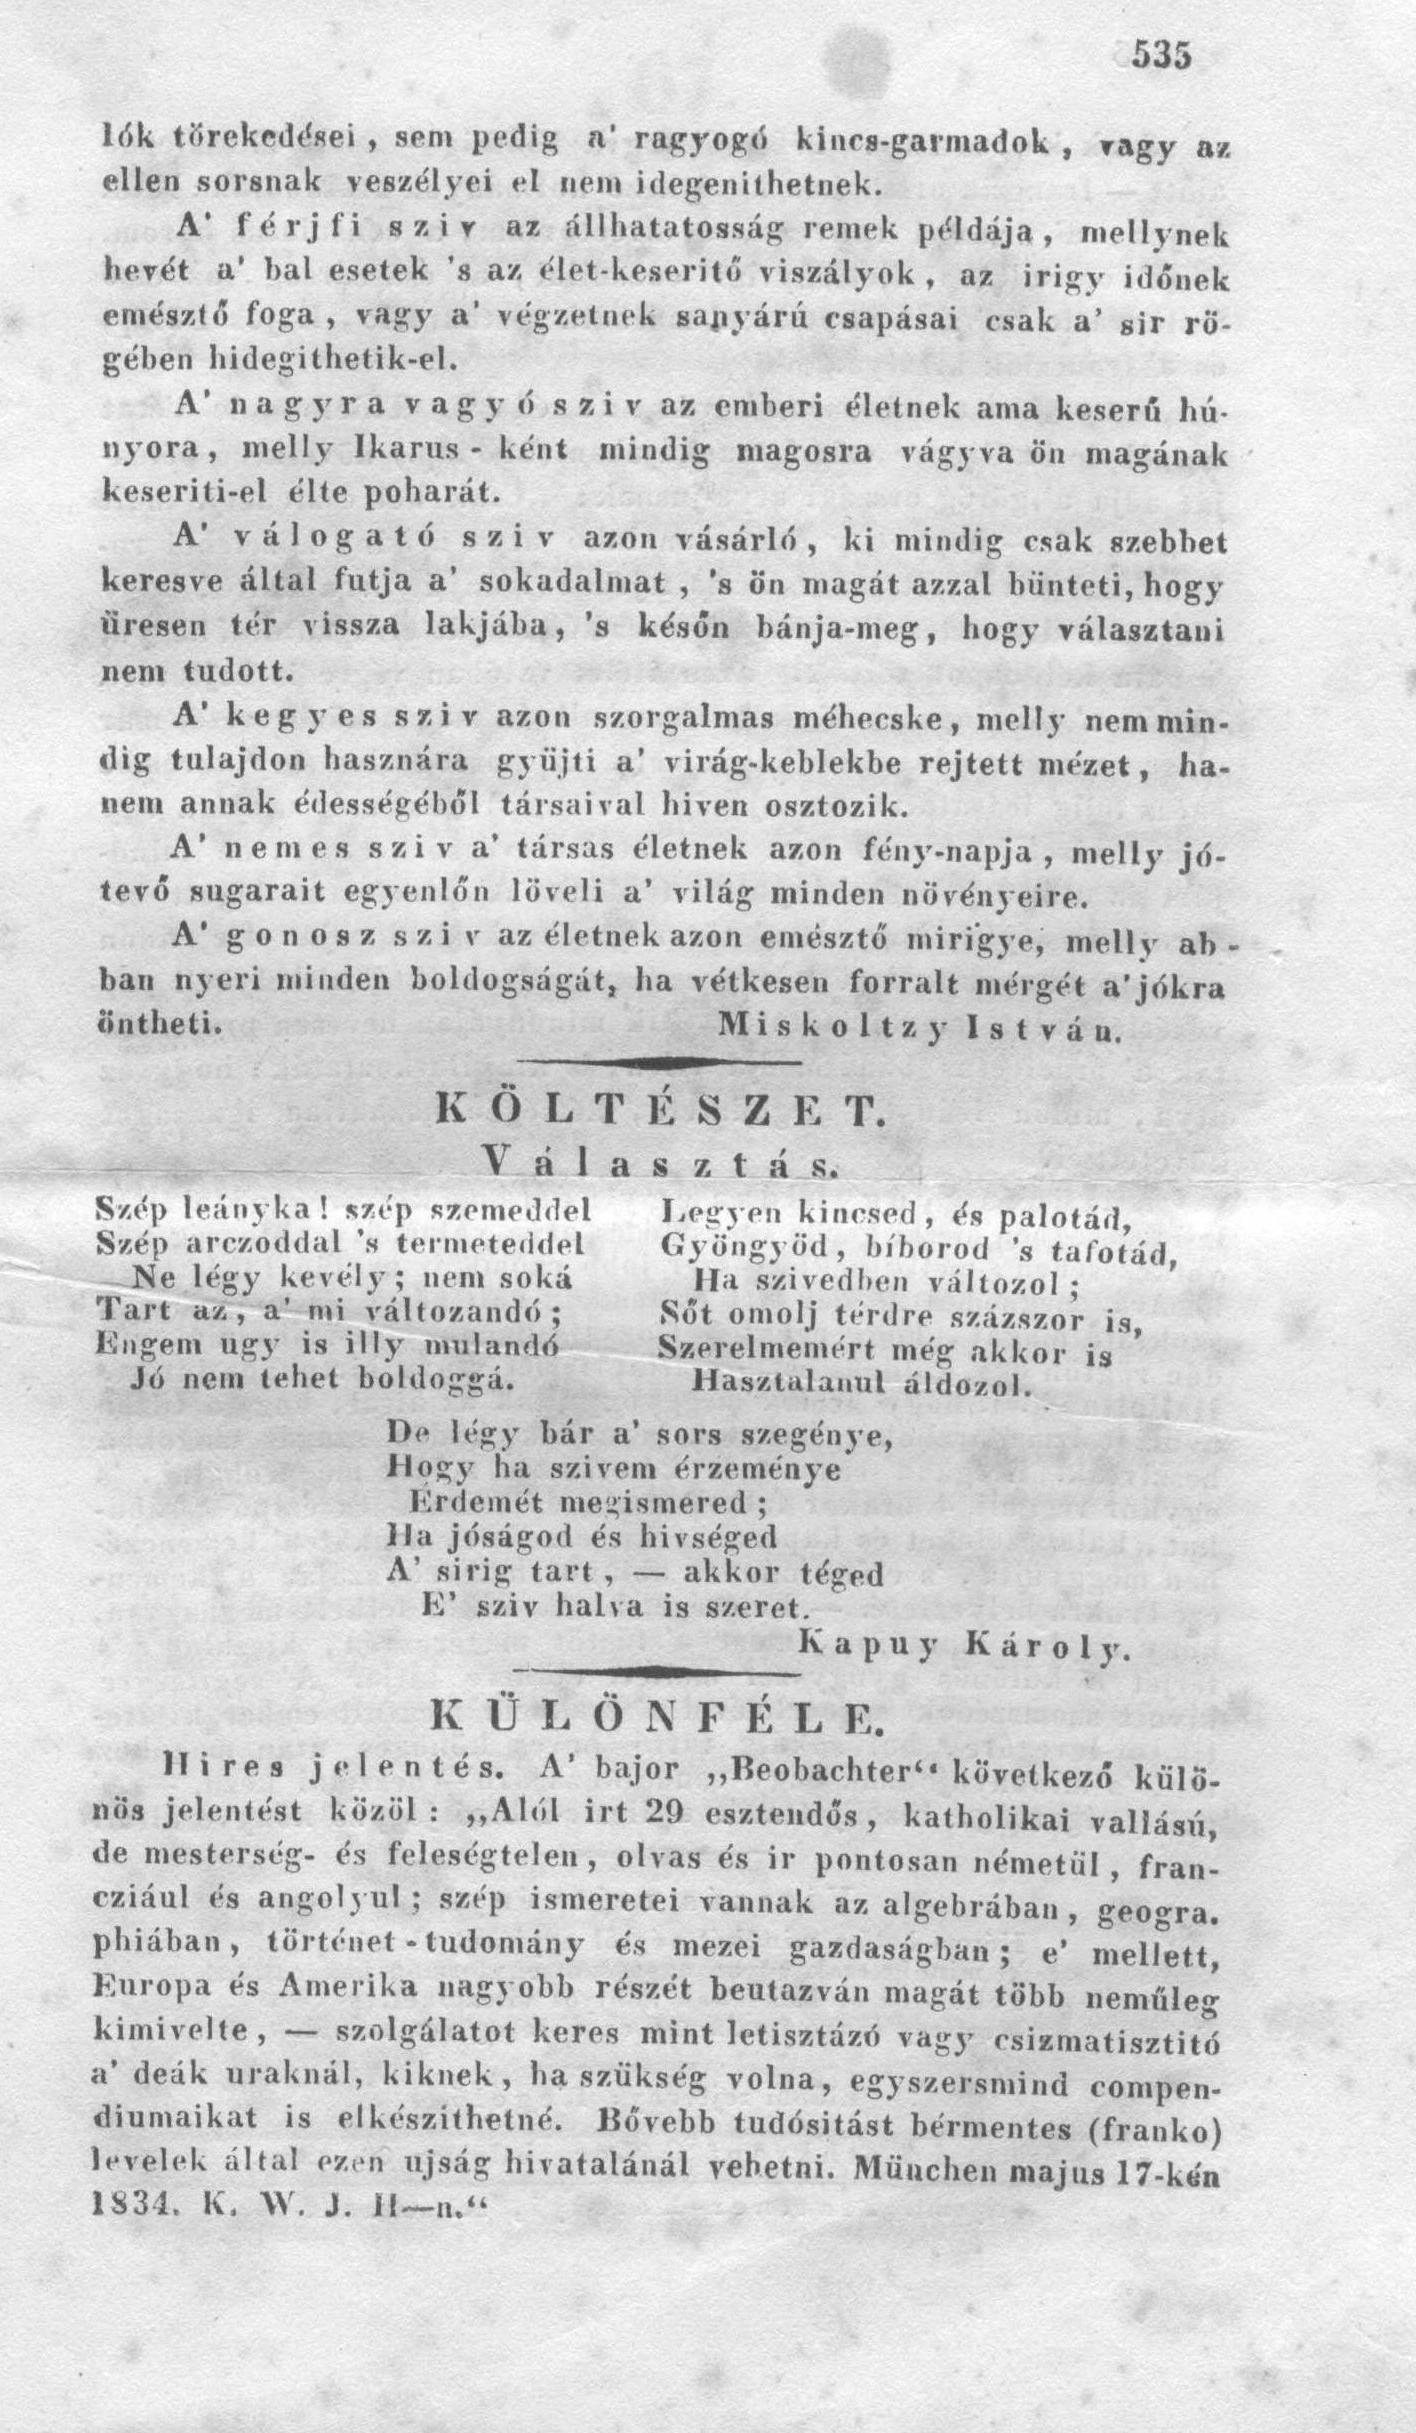 535
lók törekedései, sem pedig a' ragyogó kincs-garmadok, vagy az
ellen sorsnak veszélyei el nem idegenithetnek.
A' férjfi sziv az állhatatosság remek példája, mellynek
hevét a' bal esetek 's az élet-keseritő viszályok, az irigy időnek
emésztő foga, vagy a' végzetnek sanyárú csapásai csak a' sir rö-
gében hidegithetik-el.
A' nagyra vagyó sziv az emberi életnek ama keserű hú-
nyora, melly Ikarus-ként mindig magosra vágyva ön magának
keseriti-el élte poharát.
A' válogató sziv azon vásárló, ki mindig csak szebbet
keresve által futja a' sokadalmat, 's ön magát azzal bünteti, hogy
üresen tér vissza lakjába, 's későn bánja-meg, hogy választani
nem tudott.
A' kegyes sziv azon szorgalmas méhecske, melly nem min-
dig tulajdon hasznára gyüjti a' virág-keblekbe rejtett mézet, ha-
nem annak édességéből társaival hiven osztozik.
A' nemes sziv a' társas életnek azon fény-napja, melly jó-
tevő sugarait egyenlőn löveli a' világ minden növényeire.
A' gonosz sziv az életnek azon emésztő mirigye, melly ab-
ban nyeri minden boldogságát, ha vétkesen forralt mérgét a' jókra
öntheti. Miskoltzy István.
KÖLTÉSZET.
Választás.
Szép leányka! szép szemeddel
Szép arczoddal 's termeteddel
Ne légy kevély; nem soká
Tart az, a' mi változandó;
Engem ugy is illy mulandó
Jó nem tehet boldoggá.
Legyen kincsed, és palotád,
Gyöngyöd, bíborod 's tafotád,
Ha szivedben változol;
Sőt omolj térdre százszor is,
Szerelmemért még akkor is
Hasztalanul áldozol.
De légy bár a' sors szegénye,
Hogy ha szivem érzeménye
Érdemét megismered;
Ha jóságod és hivséged
A' sirig tart, — akkor téged
E' sziv halva is szeret.
Kapuy Károly.
KÜLÖNFÉLE.
Hires jelentés. A' bajor „Beobachter“ következő külö-
nös jelentést közöl: „Alól irt 29 esztendős, katholikai vallású,
de mesterség- és feleségtelen, olvas és ir pontosan németül, fran-
cziául és angolyul; szép ismeretei vannak az algebrában, geogra.
phiában, történet-tudomány és mezei gazdaságban; e' mellett,
Europa és Amerika nagyobb részét beutazván magát több neműleg
kimivelte, — szolgálatot keres mint letisztázó vagy csizmatisztitó
a' deák uraknál, kiknek, ha szükség volna, egyszersmind compen-
diumaikat is elkészithetné. Bővebb tudósitást bérmentes (franko)
levelek által ezen ujság hivatalánál vehetni. München majus 17-kén
1834. K. W. J. H—n.“